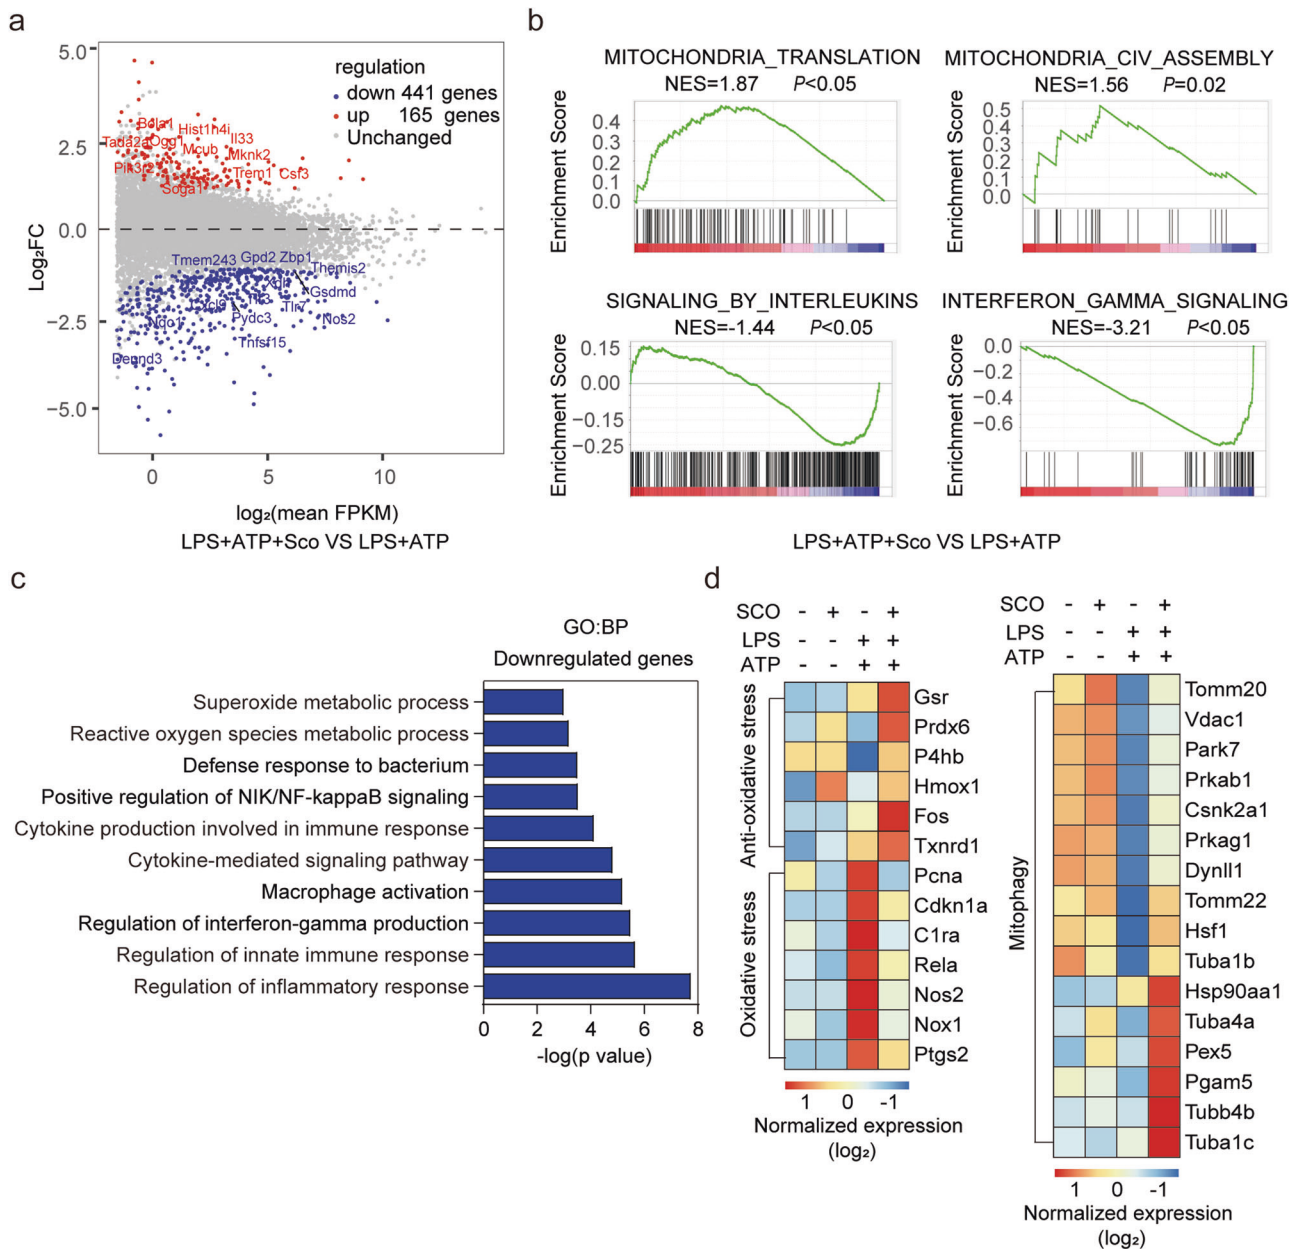 a
5.0
2.5
0.0
−2.5
−5.0
Log₂FC
regulation
down 441 genes
up 165 genes
Unchanged
Bcla1
Hist1h4i
Il33
Tada2a
Ogg1
Mcub
Mknk2
Pik3r2
Trem1
Csf3
Soga1
Tmem243
Gpd2
Zbp1
Themis2
Gsdmd
Cxcl9
Tlr7
Nqo1
Pydc3
Nos2
Tnfsf15
Dennd3
0
5
10
log₂(mean FPKM)
LPS+ATP+Sco VS LPS+ATP
b
MITOCHONDRIA_TRANSLATION
NES=1.87 P<0.05
Enrichment Score
0.4
0.3
0.2
0.1
0.0
MITOCHONDRIA_CIV_ASSEMBLY
NES=1.56 P=0.02
Enrichment Score
0.5
0.4
0.3
0.2
0.1
0.0
SIGNALING_BY_INTERLEUKINS
NES=-1.44 P<0.05
Enrichment Score
0.15
0.00
−0.15
−0.25
INTERFERON_GAMMA_SIGNALING
NES=-3.21 P<0.05
Enrichment Score
0.0
−0.2
−0.4
−0.6
LPS+ATP+Sco VS LPS+ATP
c
GO:BP
Downregulated genes
Superoxide metabolic process
Reactive oxygen species metabolic process
Defense response to bacterium
Positive regulation of NIK/NF-kappaB signaling
Cytokine production involved in immune response
Cytokine-mediated signaling pathway
Macrophage activation
Regulation of interferon-gamma production
Regulation of innate immune response
Regulation of inflammatory response
0 2 4 6 8
-log(p value)
d
SCO - + - +
LPS - - + +
ATP - - + +
Anti-oxidative stress
Gsr
Prdx6
P4hb
Hmox1
Fos
Txnrd1
Oxidative stress
Pcna
Cdkn1a
C1ra
Rela
Nos2
Nox1
Ptgs2
1 0 -1
Normalized expression
(log₂)
SCO - + - +
LPS - - + +
ATP - - + +
Mitophagy
Tomm20
Vdac1
Park7
Prkab1
Csnk2a1
Prkag1
Dynll1
Tomm22
Hsf1
Tuba1b
Hsp90aa1
Tuba4a
Pex5
Pgam5
Tubb4b
Tuba1c
1 0 -1
Normalized expression
(log₂)